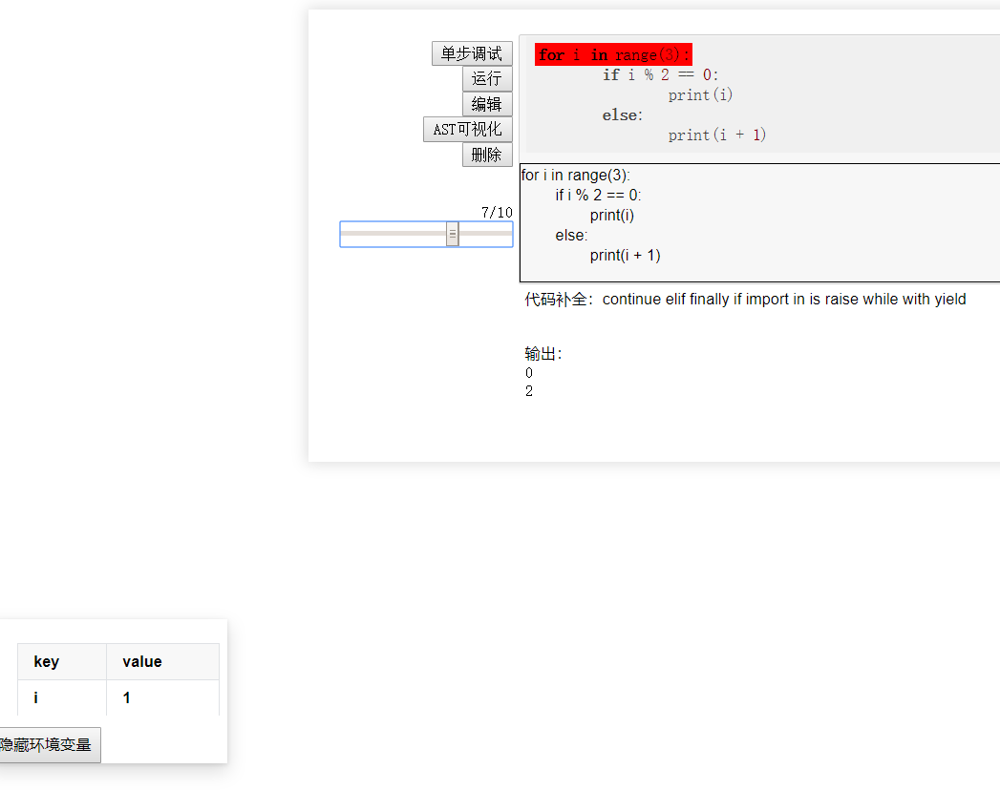 单步调试
运行
编辑
AST可视化
删除
7/10
for i in range(3):
if i % 2 == 0:
print(i)
else:
print(i + 1)
for i in range(3):
if i % 2 == 0:
print(i)
else:
print(i + 1)
代码补全：continue elif finally if import in is raise while with yield
输出：
0
2
key value
i 1
隐藏环境变量